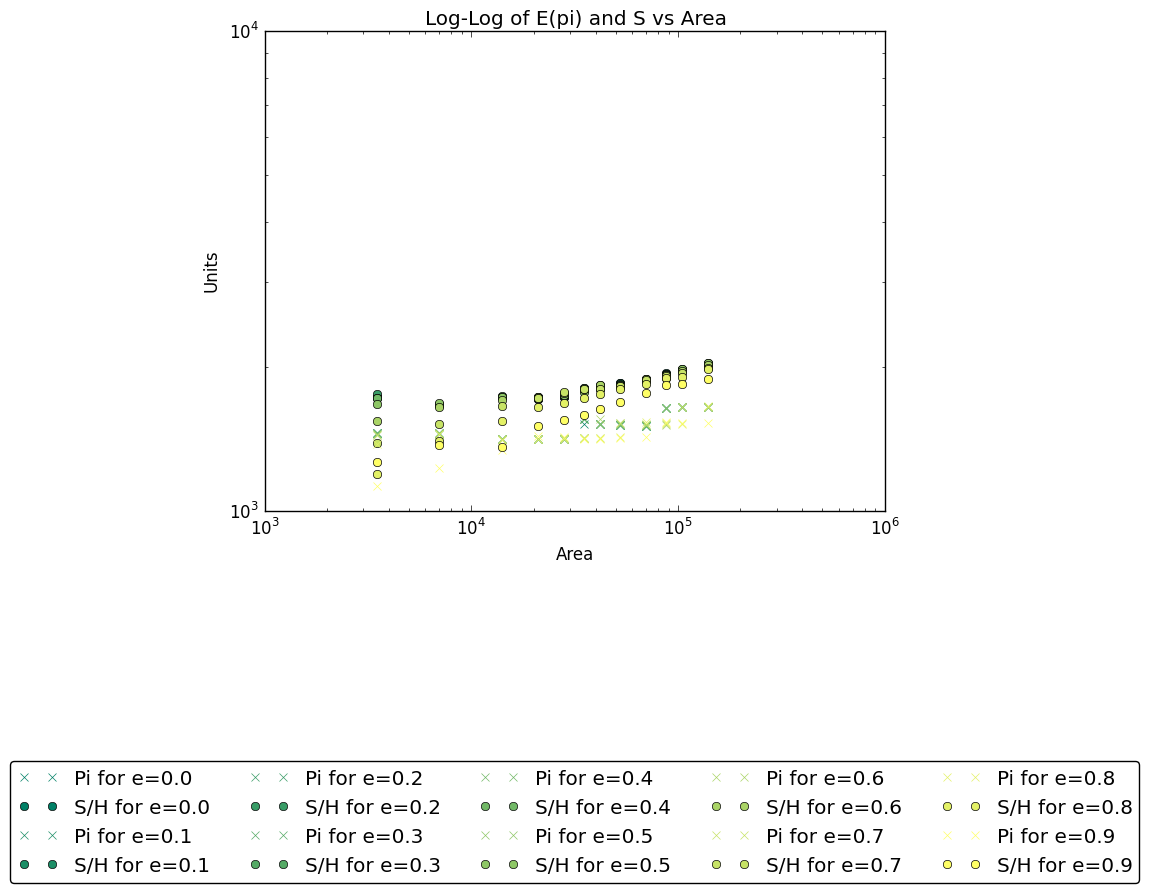 Log-Log of E(pi) and S vs Area
10^4
Units
10^3
10^3 10^4 10^5 10^6
Area
Pi for e=0.0 Pi for e=0.2 Pi for e=0.4 Pi for e=0.6 Pi for e=0.8
S/H for e=0.0 S/H for e=0.2 S/H for e=0.4 S/H for e=0.6 S/H for e=0.8
Pi for e=0.1 Pi for e=0.3 Pi for e=0.5 Pi for e=0.7 Pi for e=0.9
S/H for e=0.1 S/H for e=0.3 S/H for e=0.5 S/H for e=0.7 S/H for e=0.9